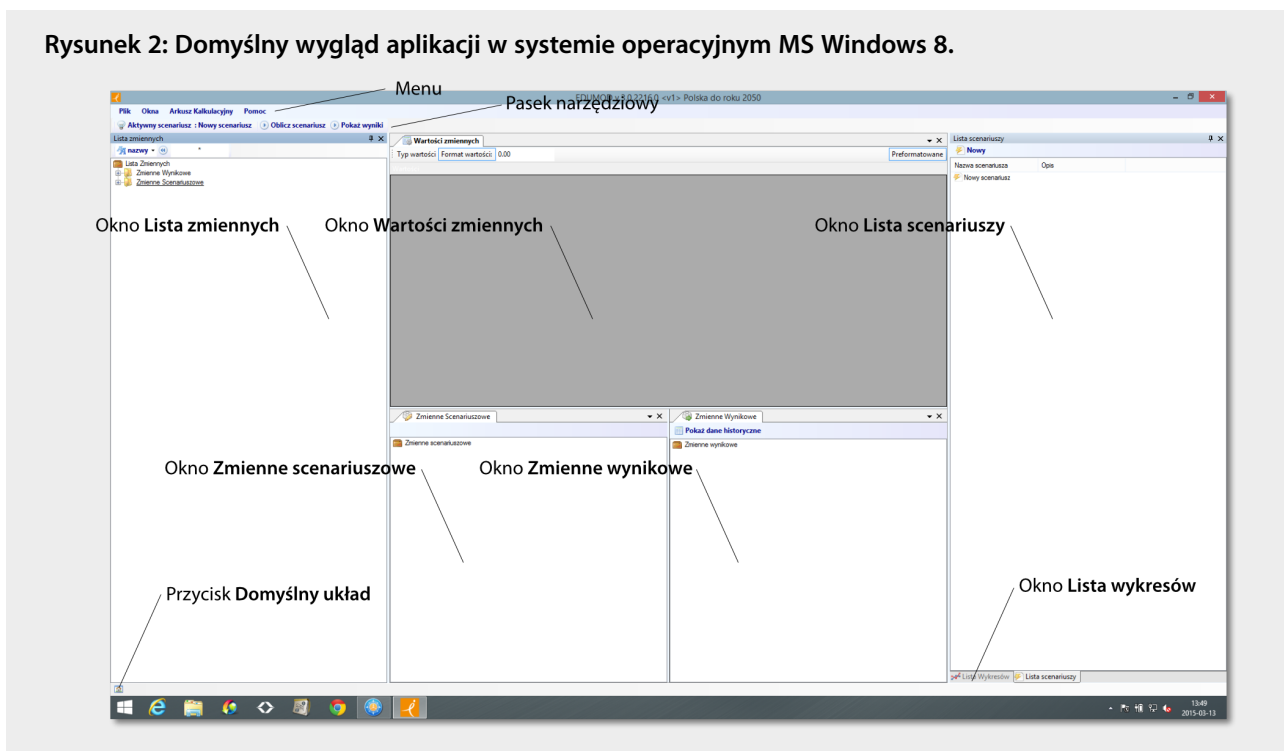 Rysunek 2: Domyślny wygląd aplikacji w systemie operacyjnym MS Windows 8.
Menu
Pasek narzędziowy
<v1> Polska do roku 2050
Plik Okna Arkusz Kalkulacyjny Pomoc
Aktywny scenariusz : Nowy scenariusz Oblicz scenariusz Pokaż wyniki
Lista zmiennych
nazwy
Lista Zmiennych
Zmienne Wynikowe
Zmienne Scenariuszowe
Wartości zmiennych
Typ wartości Format wartości: 0.00 Preformatowane
Lista scenariuszy
Nowy
Nazwa scenariusza Opis
Nowy scenariusz
Okno Lista zmiennych
Okno Wartości zmiennych
Okno Lista scenariuszy
Zmienne Scenariuszowe
Zmienne scenariuszowe
Zmienne Wynikowe
Pokaż dane historyczne
Zmienne wynikowe
Okno Zmienne scenariuszowe
Okno Zmienne wynikowe
Przycisk Domyślny układ
Okno Lista wykresów
Lista Wykresów Lista scenariuszy
13:49
2015-03-13